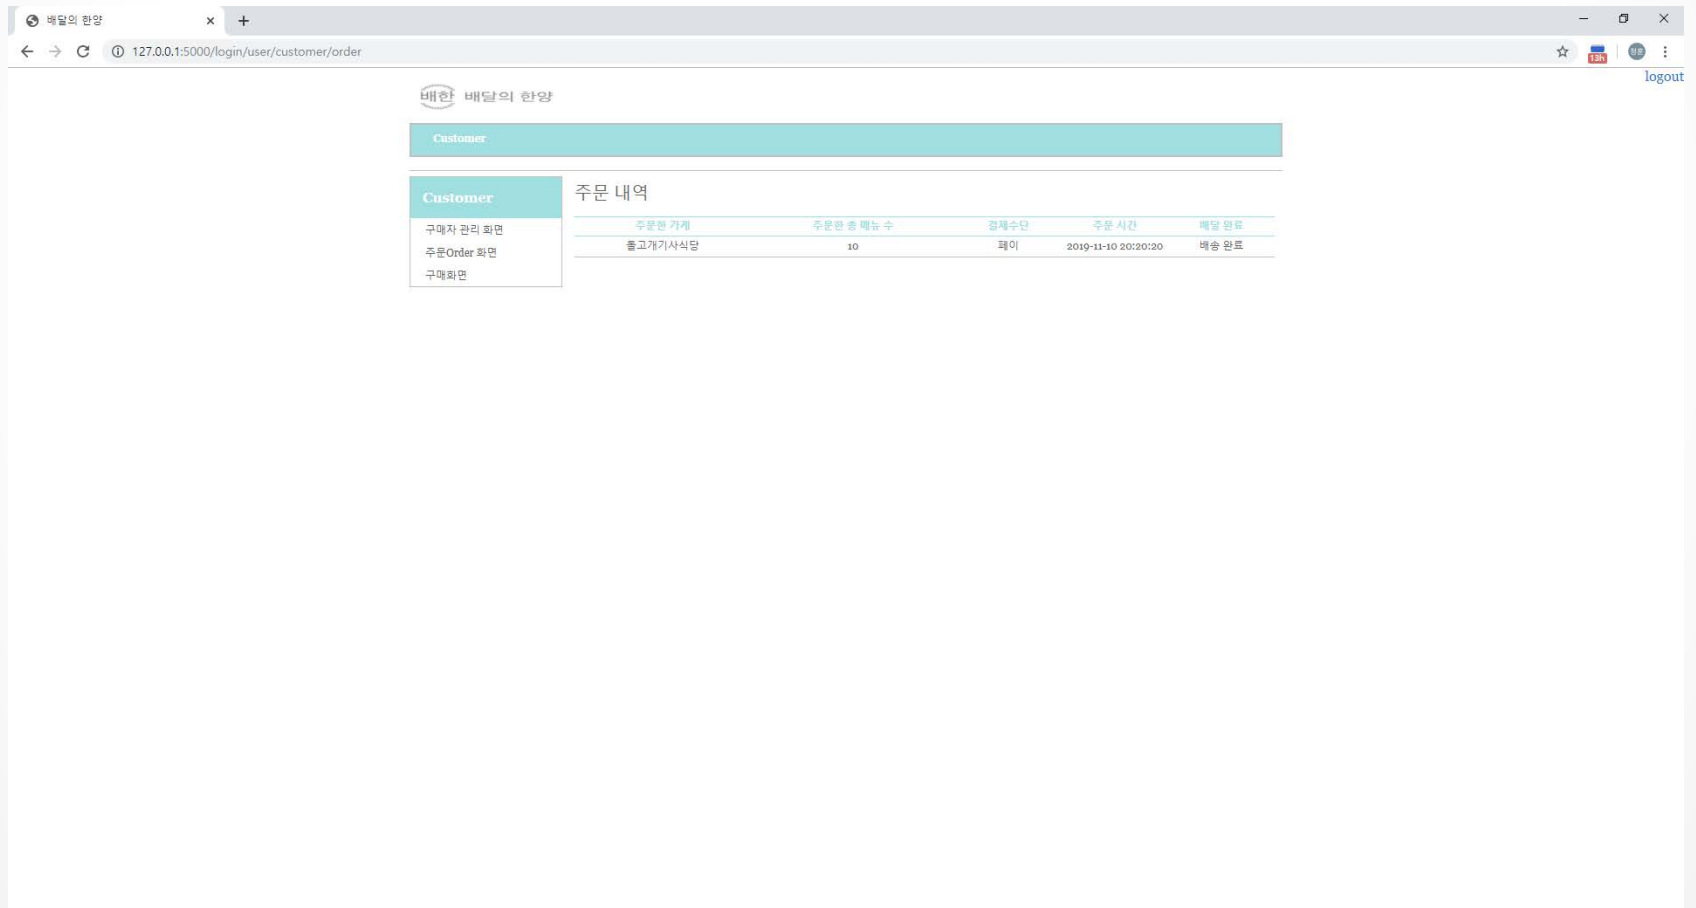 배달의 한양
127.0.0.1:5000/login/user/customer/order
13h
logout
배한 배달의 한양
Customer
Customer
구매자 관리 화면
주문Order 화면
구매화면
주문 내역
주문한 가게 주문한 총 메뉴 수 결제수단 주문 시간 배달 완료
돌고개기사식당 10 페이 2019-11-10 20:20:20 배송 완료